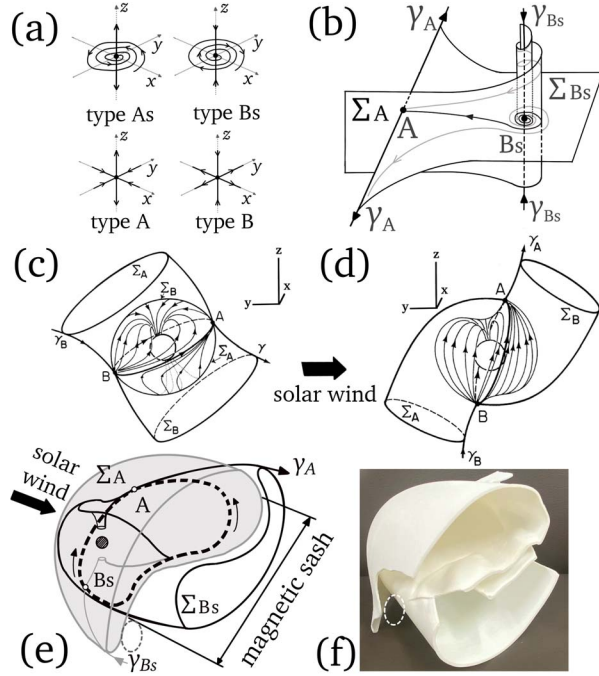 (a)
z
y
x
type As
z
y
x
type Bs
z
y
x
type A
z
y
x
type B
(b)
γA
γBs
ΣA
A
ΣBs
Bs
γA
γBs
(c)
ΣA
ΣB
A
γB
B
ΣA
γ
ΣB
z
y
x
solar wind
(d)
z
y
x
γA
A
ΣB
ΣA
B
γB
(e)
solar
wind
ΣA
A
γA
Bs
ΣBs
γBs
magnetic sash
(f)